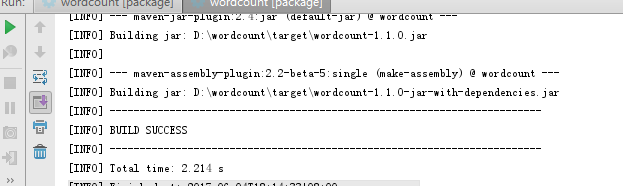 Run: wordcount [package] wordcount [package]
[INFO] --- maven-jar-plugin:2.4:jar (default-jar) @ wordcount ---
[INFO] Building jar: D:\wordcount\target\wordcount-1.1.0.jar
[INFO]
[INFO] --- maven-assembly-plugin:2.2-beta-5:single (make-assembly) @ wordcount ---
[INFO] Building jar: D:\wordcount\target\wordcount-1.1.0-jar-with-dependencies.jar
[INFO] ------------------------------------------------------------------------
[INFO] BUILD SUCCESS
[INFO] ------------------------------------------------------------------------
[INFO] Total time: 2.214 s
[INFO]